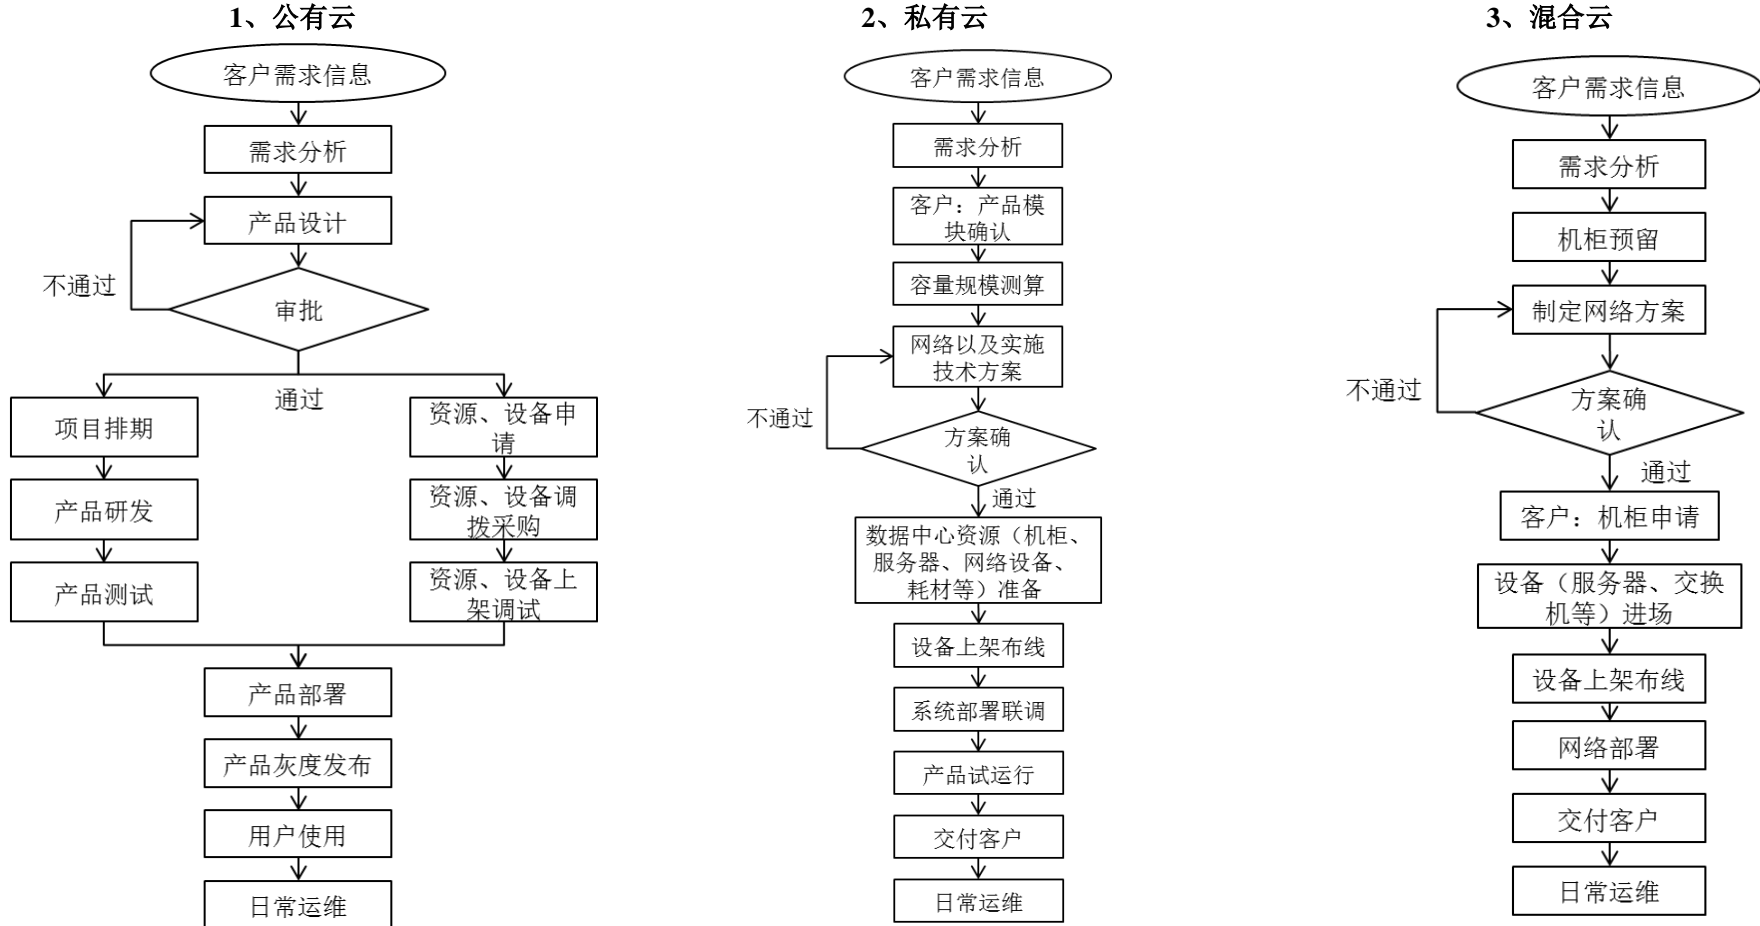 1、公有云
客户需求信息
需求分析
产品设计
不通过
审批
通过
项目排期
产品研发
产品测试
资源、设备申
请
资源、设备调
拨采购
资源、设备上
架调试
产品部署
产品灰度发布
用户使用
日常运维
2、私有云
客户需求信息
需求分析
客户：产品模
块确认
容量规模测算
网络以及实施
技术方案
不通过
方案确
认
通过
数据中心资源（机柜、
服务器、网络设备、
耗材等）准备
设备上架布线
系统部署联调
产品试运行
交付客户
日常运维
3、混合云
客户需求信息
需求分析
机柜预留
制定网络方案
不通过
方案确
认
通过
客户：机柜申请
设备（服务器、交换
机等）进场
设备上架布线
网络部署
交付客户
日常运维